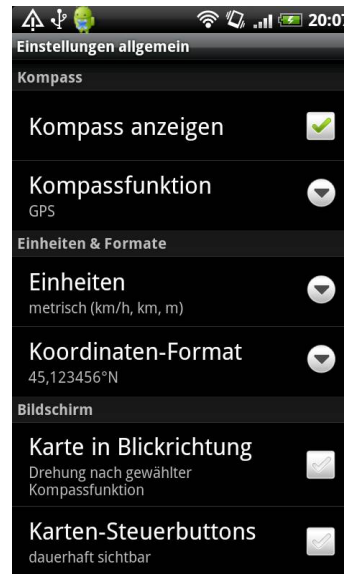 20:07
Einstellungen allgemein
Kompass
Kompass anzeigen
Kompassfunktion
GPS
Einheiten & Formate
Einheiten
metrisch (km/h, km, m)
Koordinaten-Format
45,123456°N
Bildschirm
Karte in Blickrichtung
Drehung nach gewählter
Kompassfunktion
Karten-Steuerbuttons
dauerhaft sichtbar